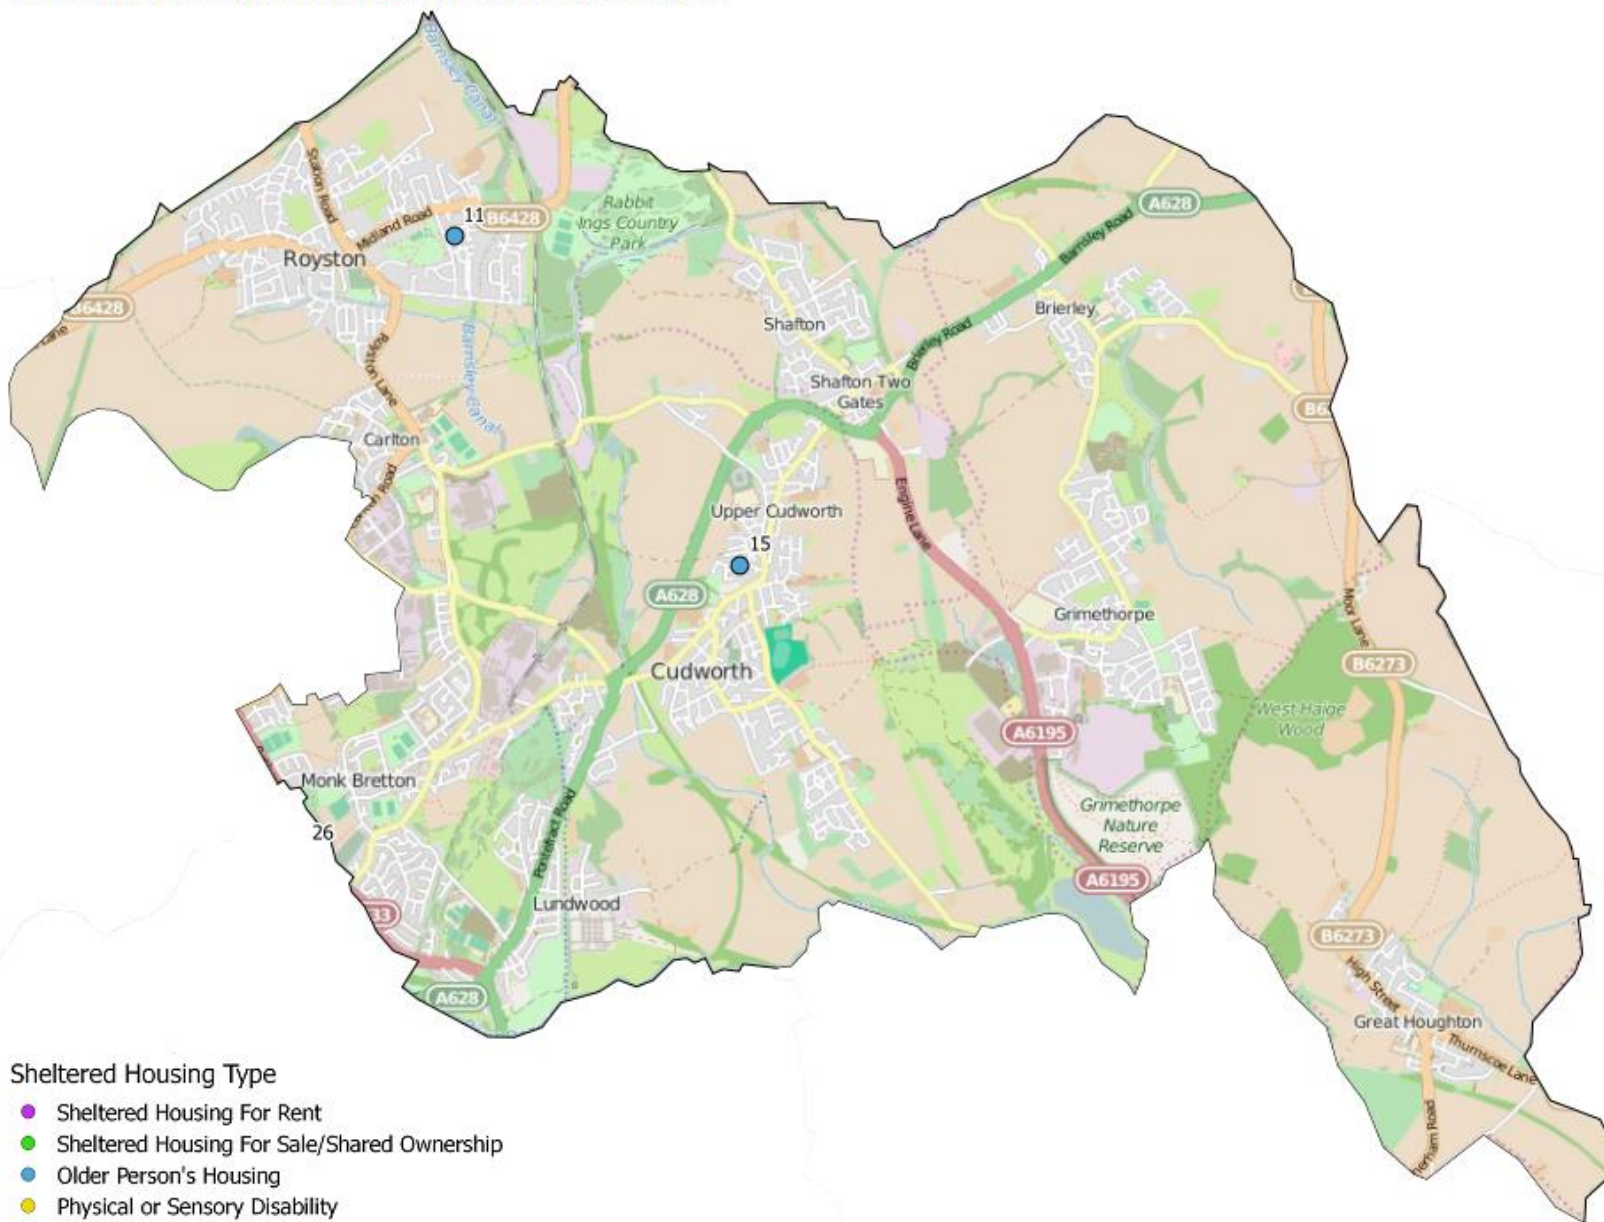 Barnsley Canal
Station Road
Midland Road
11
B6428
Rabbit
Ings Country
Park
A628
Barnsley Road
Royston
B6428
Lane
Royston Lane
Barnsley Canal
Shafton
Brierley
Brierley Road
Shafton Two
Gates
Carlton
Road
Engine Lane
Upper Cudworth
15
A628
Grimethorpe
Moor Lane
B6273
Cudworth
West Haige
Wood
A6195
Monk Bretton
26
Pontefract Road
Grimethorpe
Nature
Reserve
A6195
33
Lundwood
B6273
A628
High Street
Great Houghton
Thurnscoe Lane
Sheltered Housing Type
Sheltered Housing For Rent
Sheltered Housing For Sale/Shared Ownership
Older Person's Housing
Physical or Sensory Disability